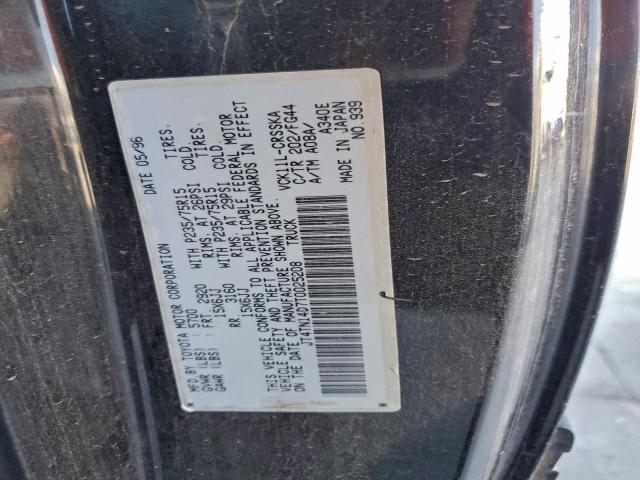 MFD BY TOYOTA MOTOR CORPORATION DATE 05/96
GVWR (LBS) : 5700
GAWR (LBS) : FRT. 2920 WITH P235/75R15 TIRES.
15X6JJ RIMS. AT 26PSI COLD.
RR. 3160 WITH P235/75R15 TIRES.
15X6JJ RIMS. AT 29PSI COLD.
THIS VEHICLE CONFORMS TO ALL APPLICABLE FEDERAL MOTOR
VEHICLE SAFETY AND THEFT PREVENTION STANDARDS IN EFFECT
ON THE DATE OF MANUFACTURE SHOWN ABOVE.
TRUCK
VCK11L-CRSSKA
C/TR 202/FG44
A/TM A08A/
A340E
MADE IN JAPAN NO.939